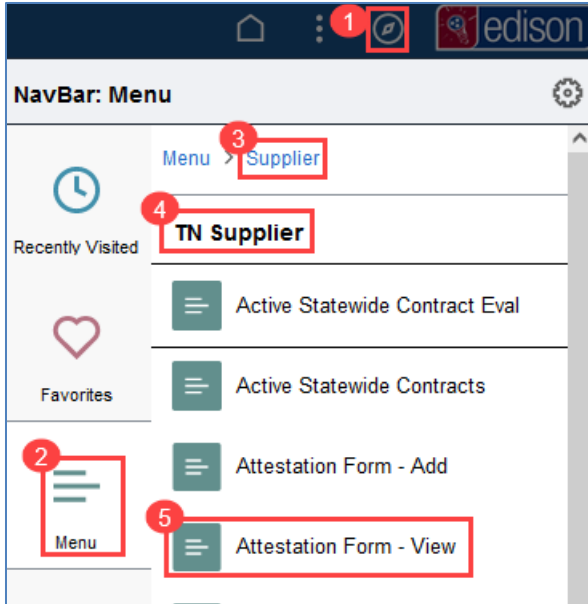 1
edison
NavBar: Menu
3
Menu > Supplier
Recently Visited
4
TN Supplier
Active Statewide Contract Eval
Favorites
Active Statewide Contracts
2
Menu
Attestation Form - Add
5
Attestation Form - View